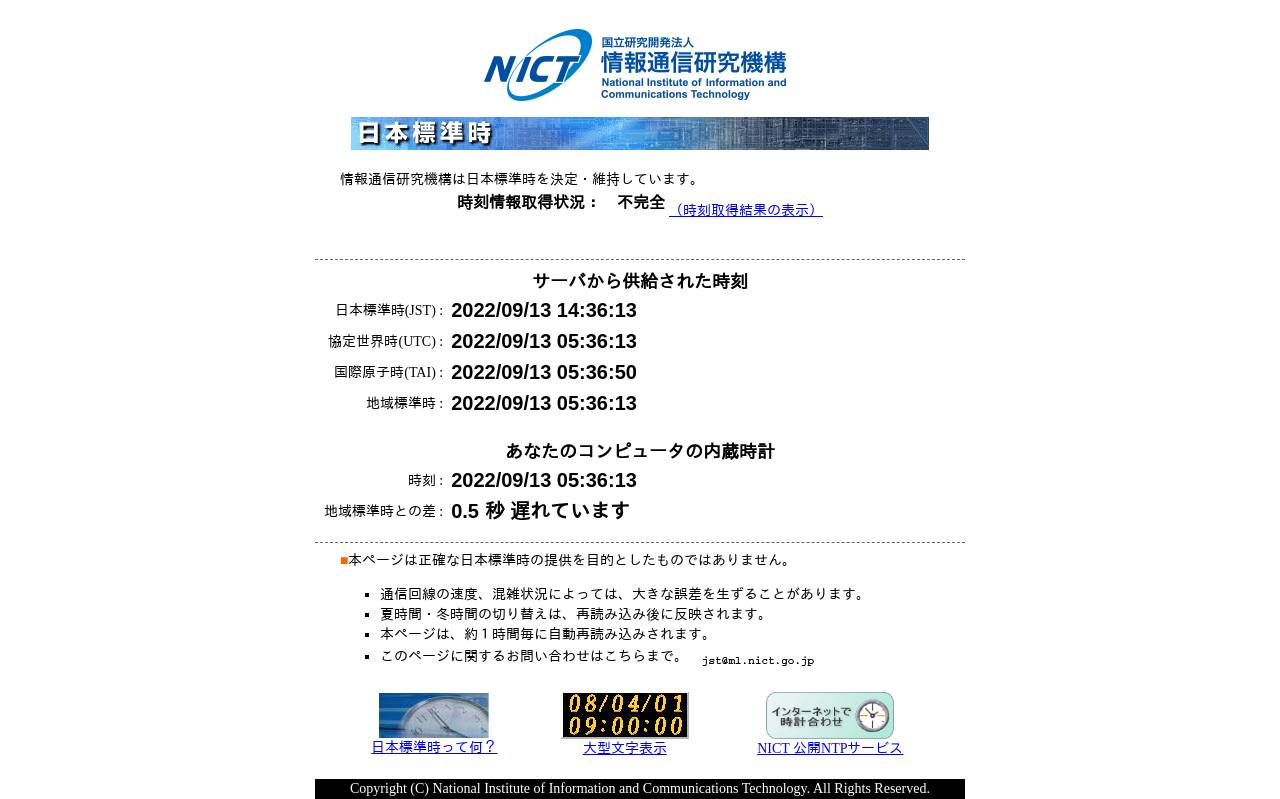 NICT
国立研究開発法人
情報通信研究機構
National Institute of Information and
Communications Technology
日本標準時
情報通信研究機構は日本標準時を決定・維持しています。
時刻情報取得状況： 不完全 （時刻取得結果の表示）
サーバから供給された時刻
日本標準時(JST) : 2022/09/13 14:36:13
協定世界時(UTC) : 2022/09/13 05:36:13
国際原子時(TAI) : 2022/09/13 05:36:50
地域標準時 : 2022/09/13 05:36:13
あなたのコンピュータの内蔵時計
時刻 : 2022/09/13 05:36:13
地域標準時との差 : 0.5 秒 遅れています
■本ページは正確な日本標準時の提供を目的としたものではありません。
通信回線の速度、混雑状況によっては、大きな誤差を生ずることがあります。
夏時間・冬時間の切り替えは、再読み込み後に反映されます。
本ページは、約１時間毎に自動再読み込みされます。
このページに関するお問い合わせはこちらまで。 jst@ml.nict.go.jp
08/04/01
09:00:00
インターネットで
時計合わせ
日本標準時って何？
大型文字表示
NICT 公開NTPサービス
Copyright (C) National Institute of Information and Communications Technology. All Rights Reserved.